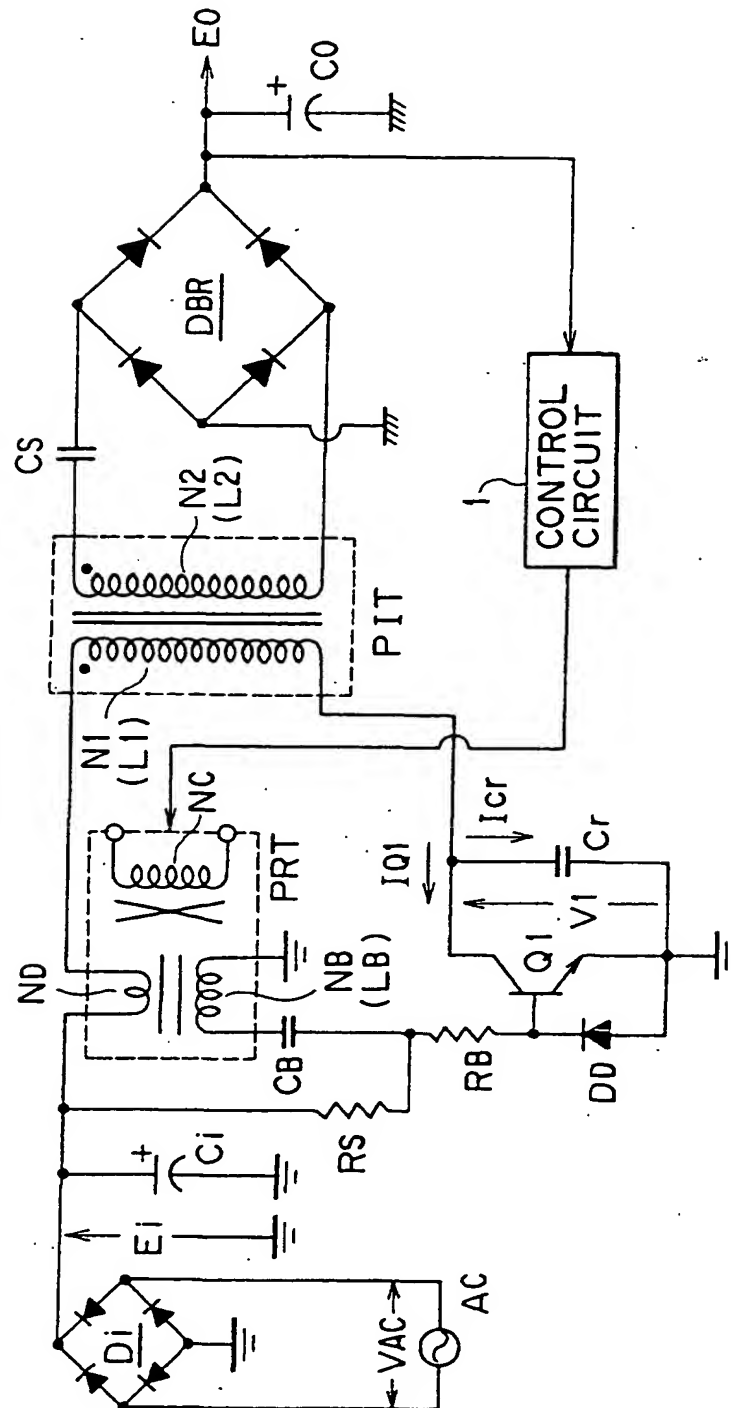 AC
VAC
Di
Ei
Ci
RS
CB
RB
DD
Q1
V1
Cr
Icr
IQ1
ND
NB
(LB)
NC
PRT
N1
(L1)
N2
(L2)
PIT
CS
DBR
E0
C0
1
CONTROL
CIRCUIT
+
+